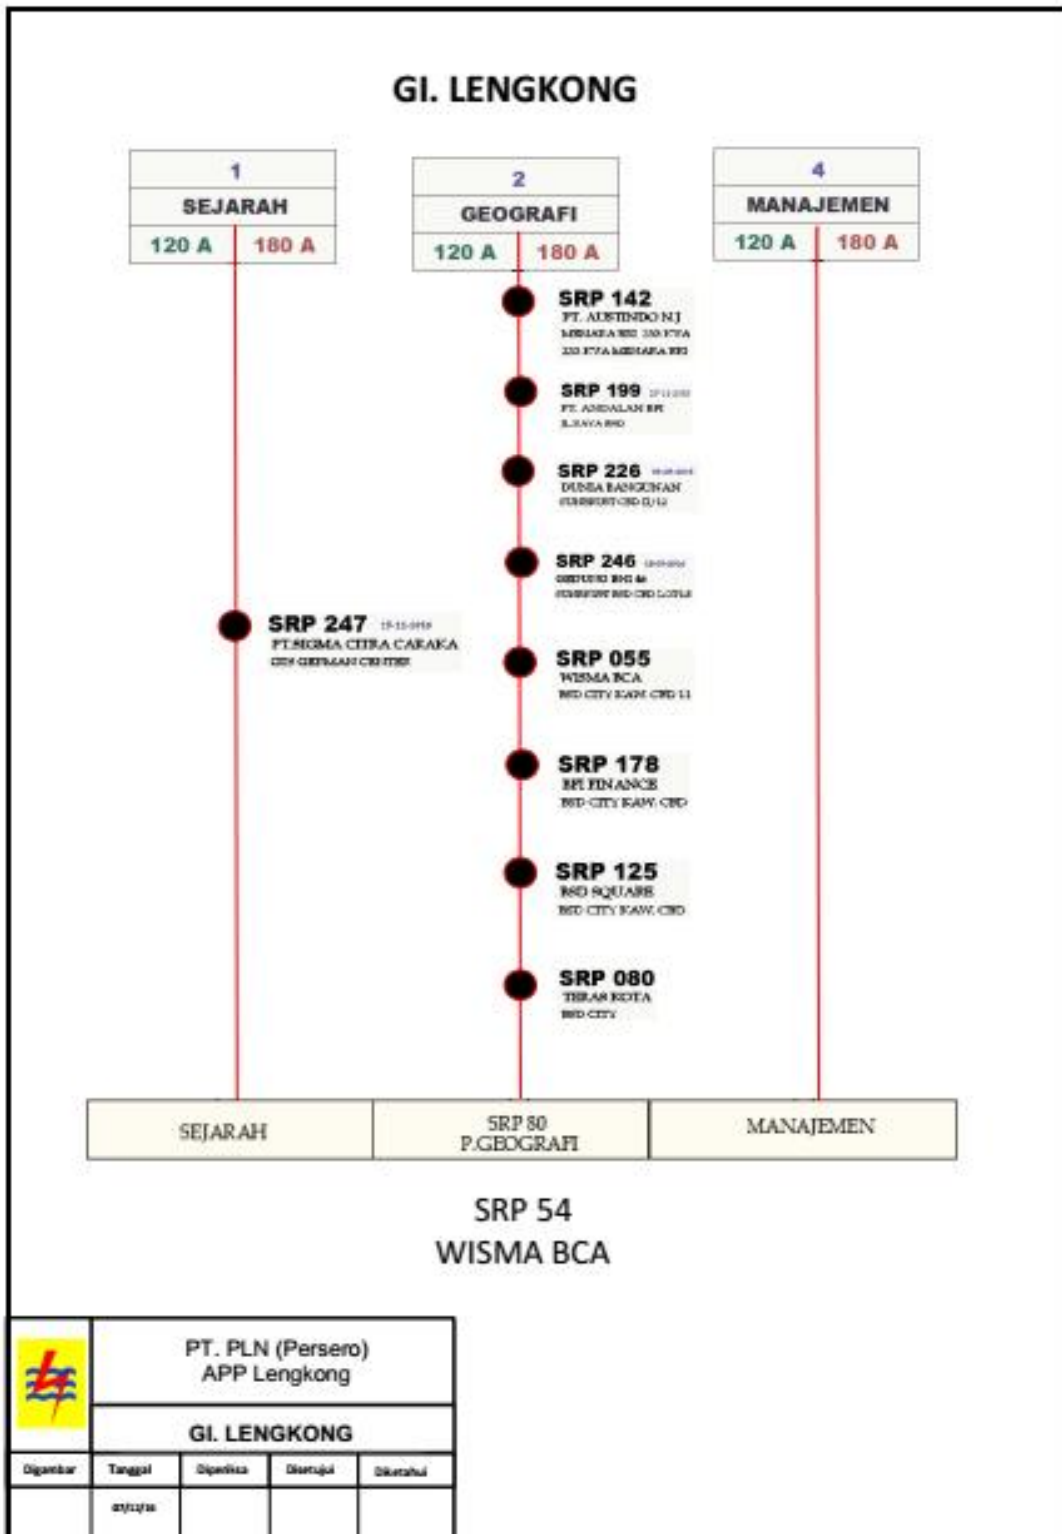 GI. LENGKONG
1
SEJARAH
120 A 180 A
2
GEOGRAFI
120 A 180 A
4
MANAJEMEN
120 A 180 A
SRP 142
PT. AUSTINDO N.J
SRP 199
PT. ANDALAN BFI
SRP 226
DUNIA BANGUNAN
SRP 246
SRP 247
PT.SIGMA CITRA CARAKA
GERMAN CENTER
SRP 055
WISMA BCA
BSD CITY KAW. CBD
SRP 178
BFI FINANCE
BSD CITY KAW. CBD
SRP 125
BSD SQUARE
BSD CITY KAW. CBD
SRP 080
TERAS KOTA
BSD CITY
SEJARAH
SRP 80
P.GEOGRAFI
MANAJEMEN
SRP 54
WISMA BCA
PT. PLN (Persero)
APP Lengkong
GI. LENGKONG
Digambar Tanggal Diperiksa Disetujui Diketahui